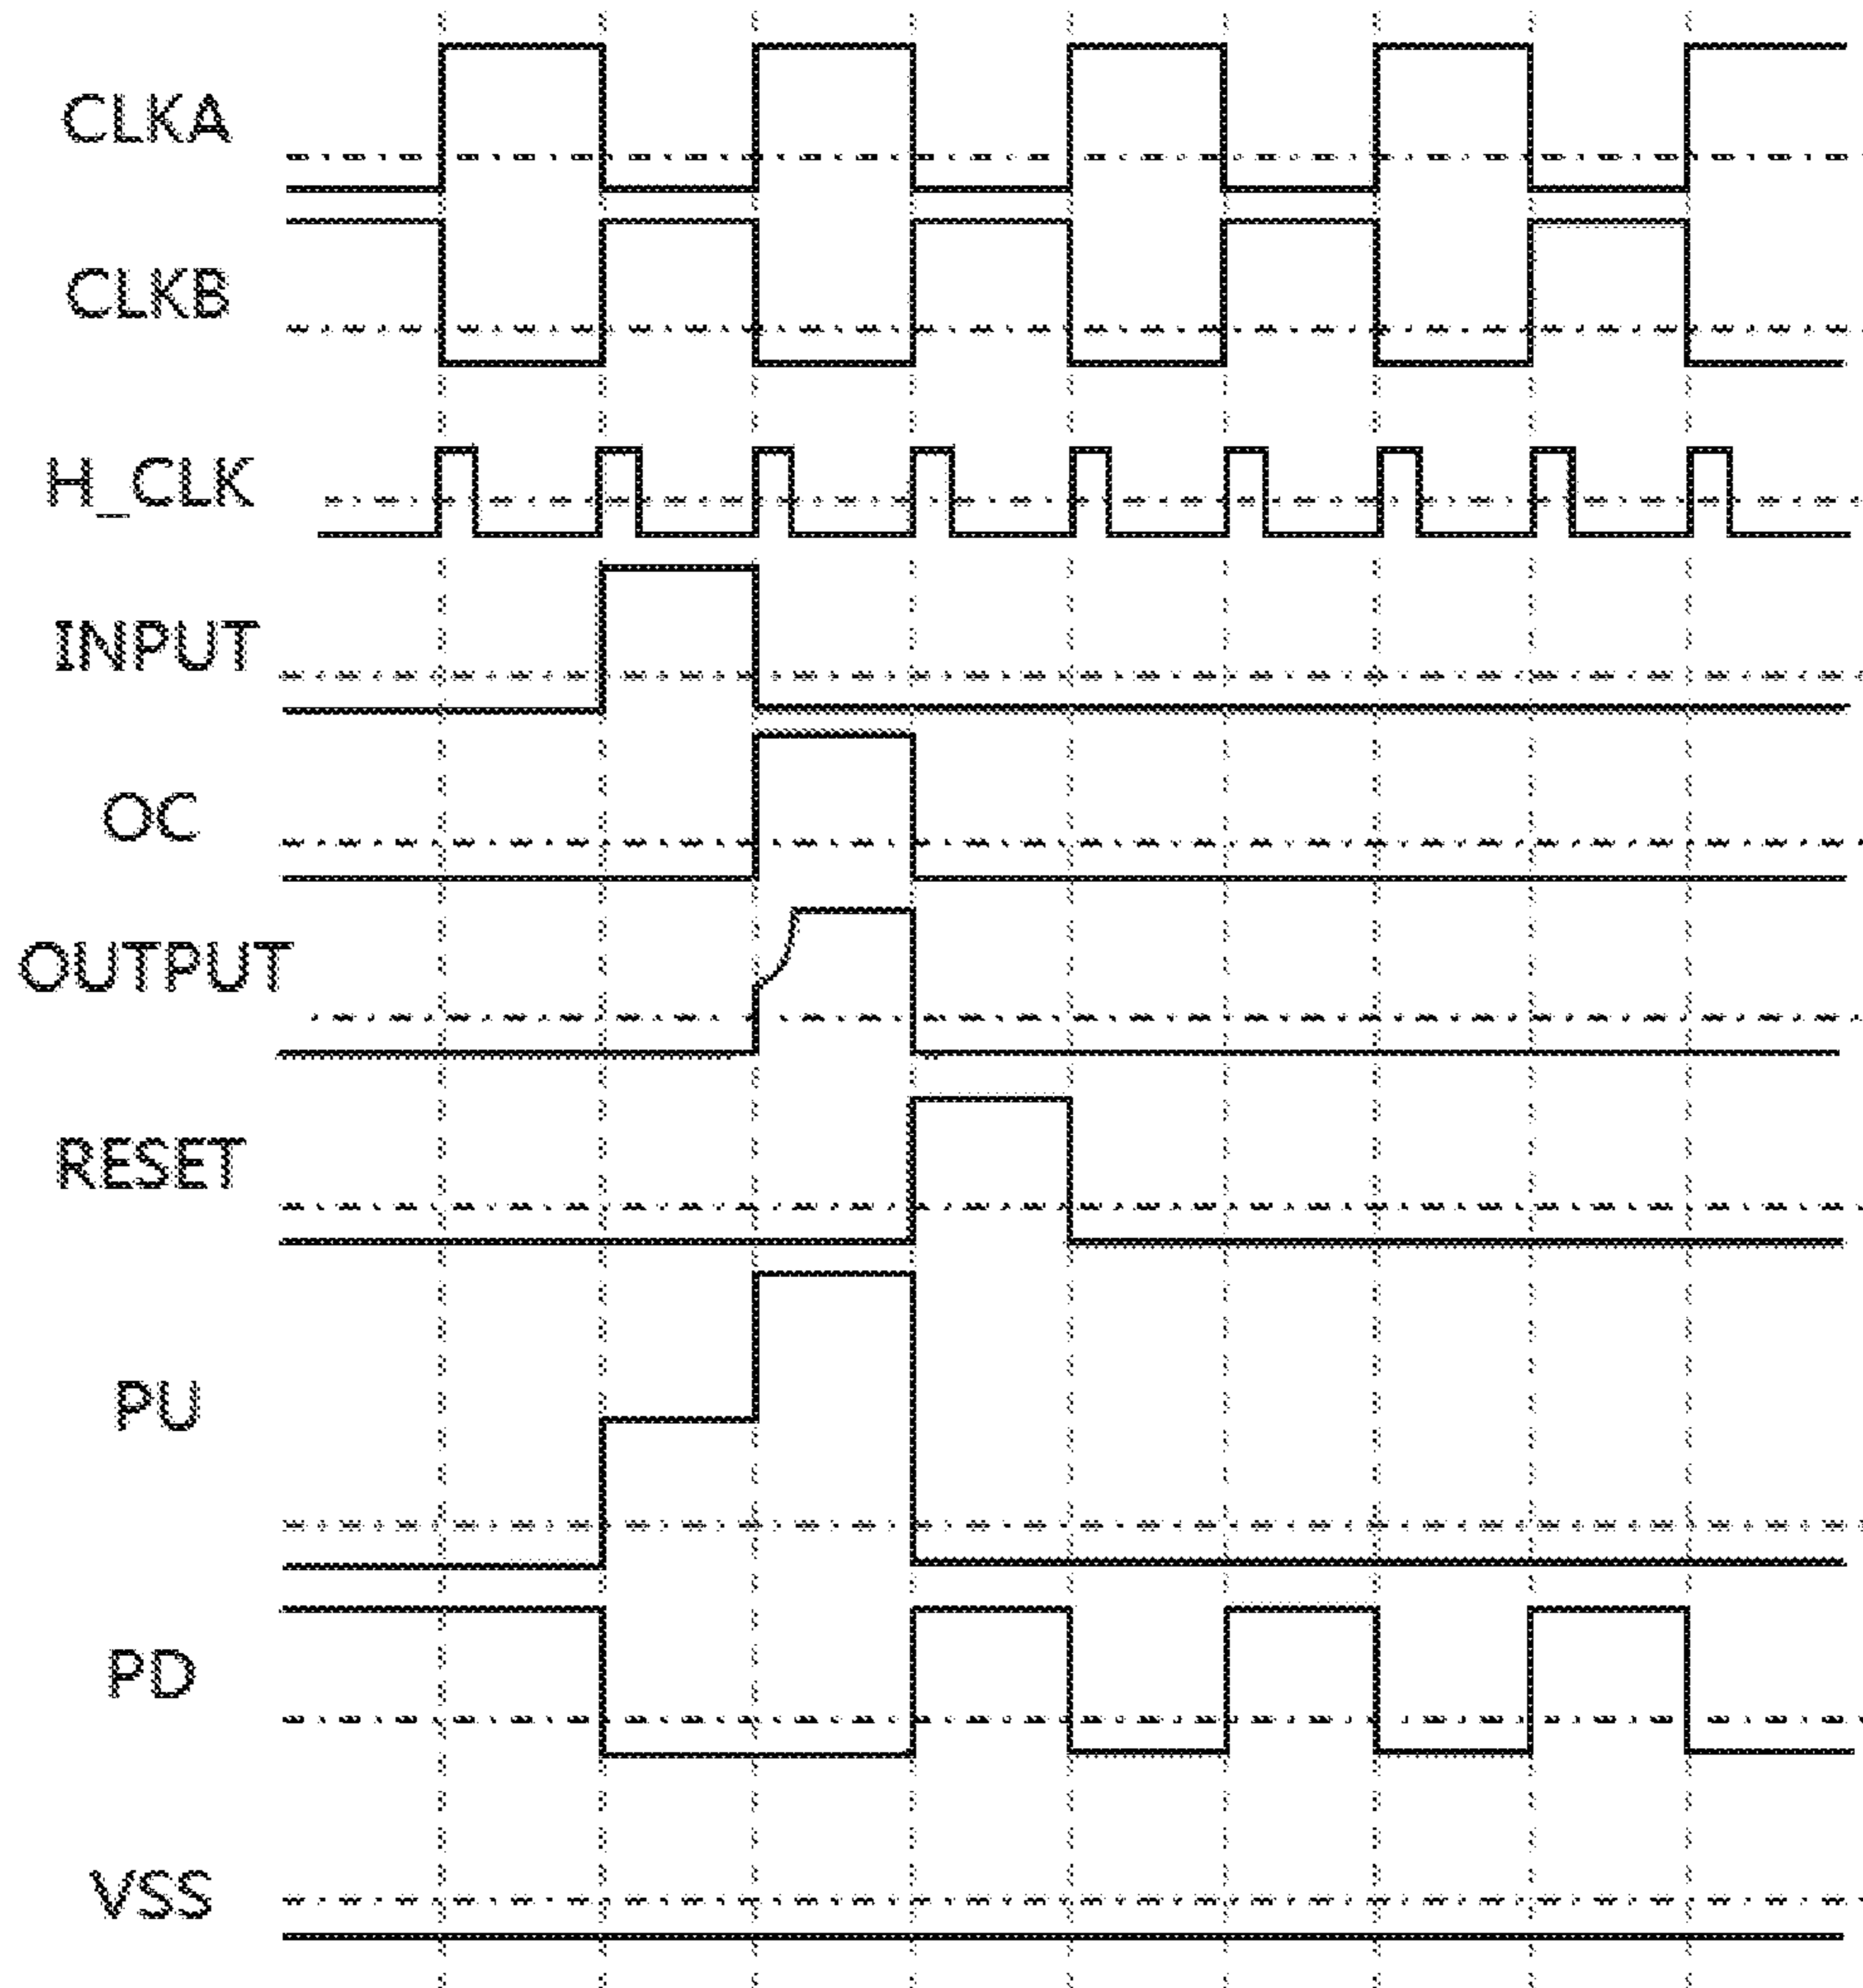 CLKA
CLKB
H_CLK
INPUT
OC
OUTPUT
RESET
PU
PD
VSS